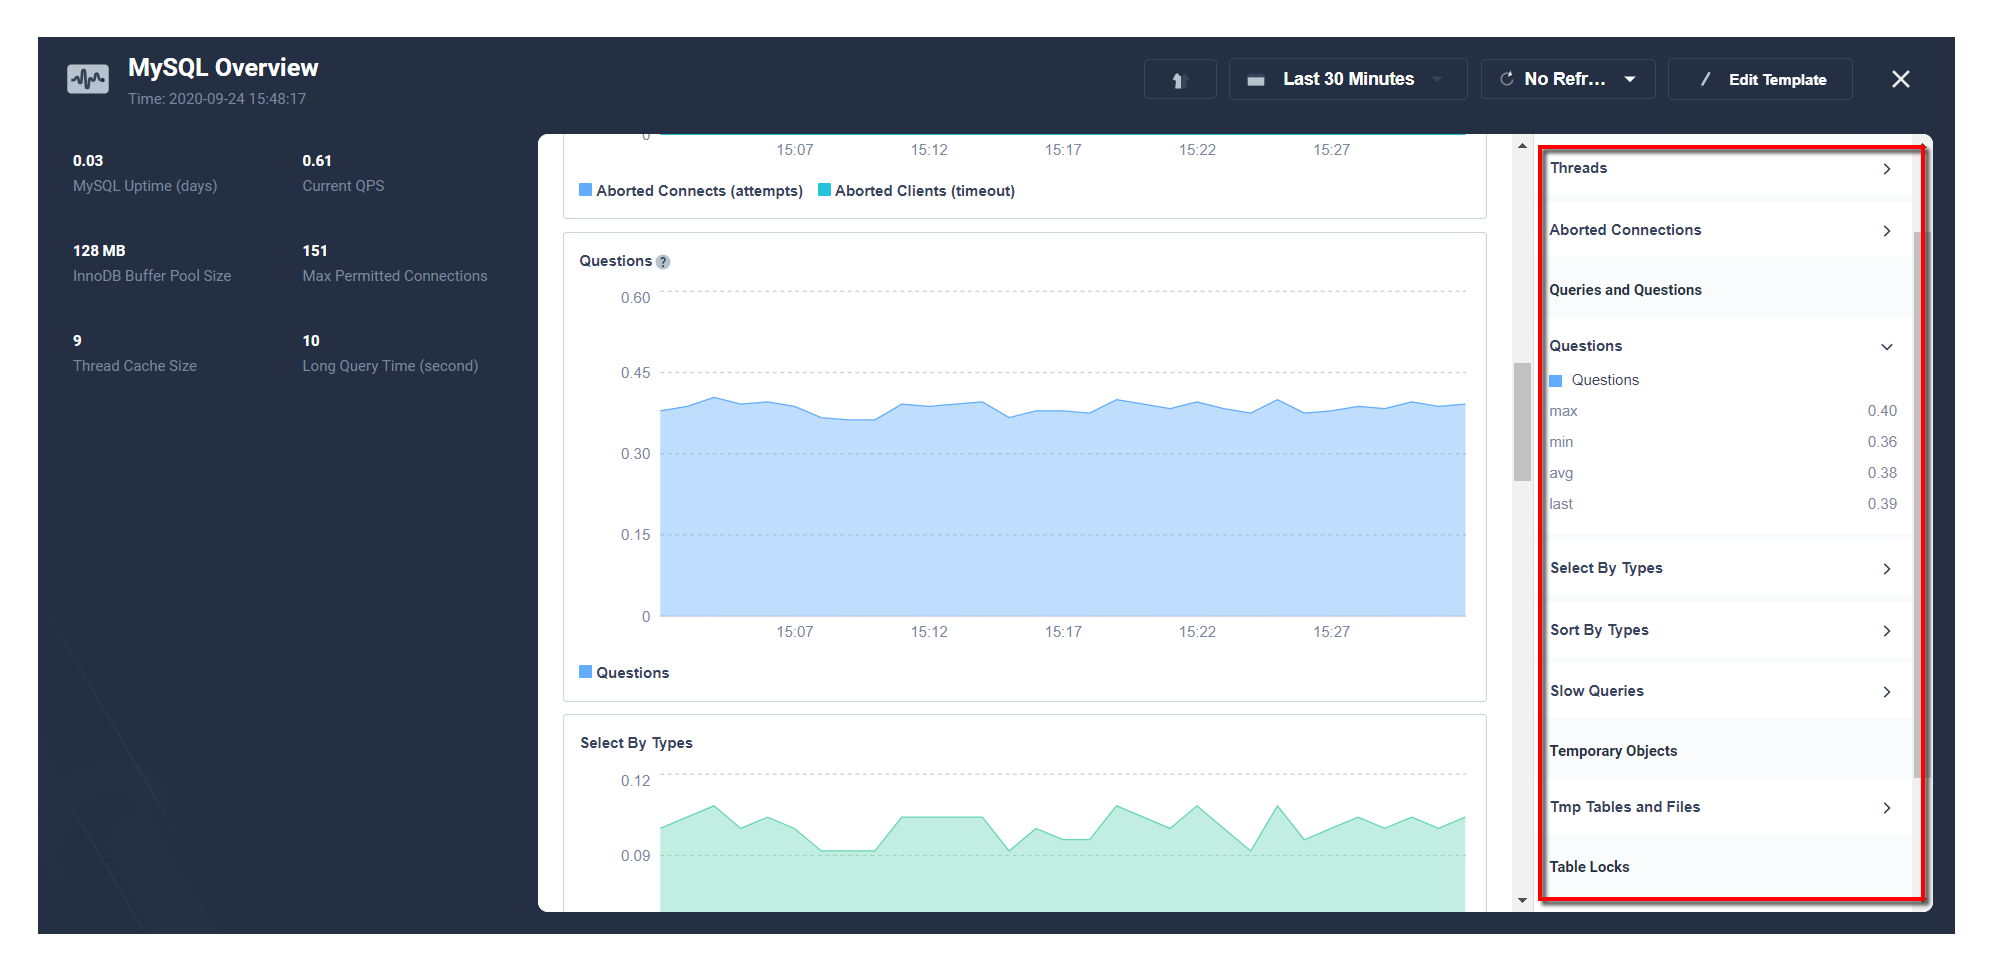 MySQL Overview
Time: 2020-09-24 15:48:17
Last 30 Minutes
No Refr...
Edit Template
0.03
MySQL Uptime (days)
0.61
Current QPS
128 MB
InnoDB Buffer Pool Size
151
Max Permitted Connections
9
Thread Cache Size
10
Long Query Time (second)
0
15:07 15:12 15:17 15:22 15:27
Aborted Connects (attempts) Aborted Clients (timeout)
Questions ?
0.60
0.45
0.30
0.15
0
15:07 15:12 15:17 15:22 15:27
Questions
Select By Types
0.12
0.09
Threads
Aborted Connections
Queries and Questions
Questions
Questions
max 0.40
min 0.36
avg 0.38
last 0.39
Select By Types
Sort By Types
Slow Queries
Temporary Objects
Tmp Tables and Files
Table Locks